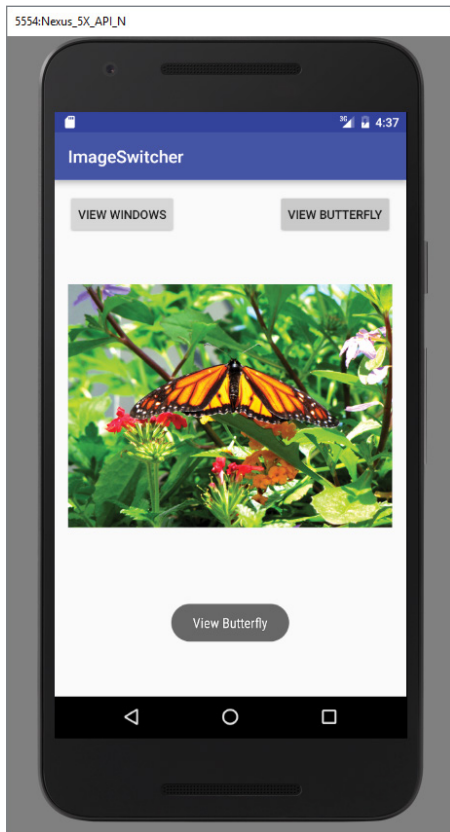 5554:Nexus_5X_API_N
3G 4:37
ImageSwitcher
VIEW WINDOWS VIEW BUTTERFLY
View Butterfly